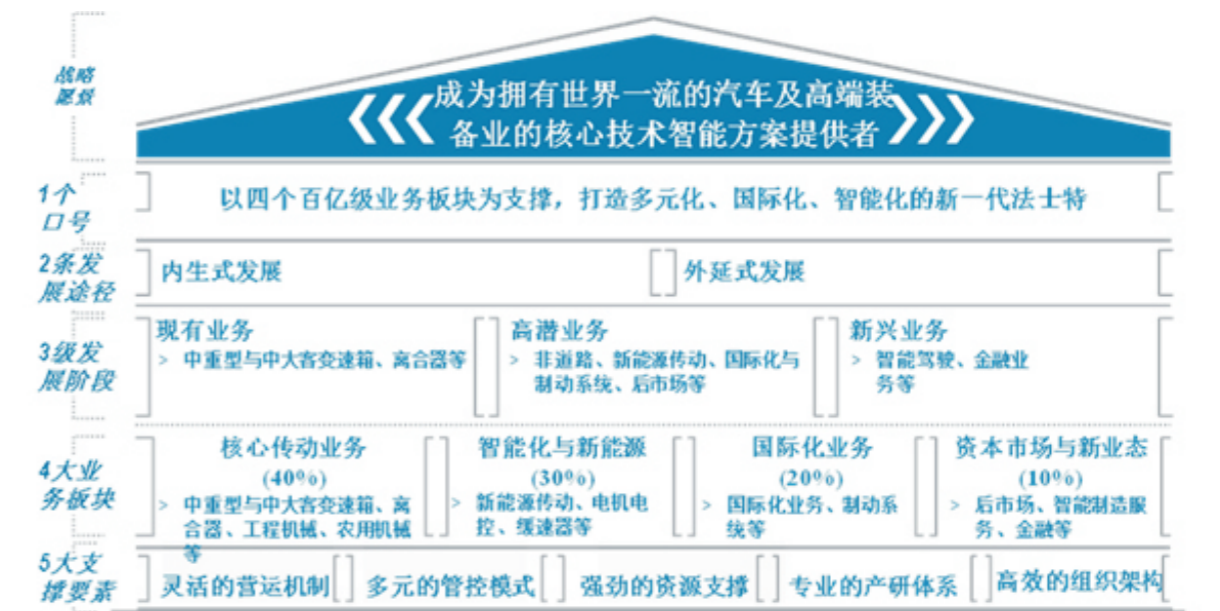 战略
愿景
成为拥有世界一流的汽车及高端装
备业的核心技术智能方案提供者
1个
口号
以四个百亿级业务板块为支撑，打造多元化、国际化、智能化的新一代法士特
2条发
展途径
内生式发展
外延式发展
3级发
展阶段
现有业务
> 中重型与中大客变速箱、离合器等
高潜业务
> 非道路、新能源传动、国际化与
制动系统、后市场等
新兴业务
> 智能驾驶、金融业
务等
4大业
务板块
核心传动业务
(40%)
> 中重型与中大客变速箱、离
合器、工程机械、农用机械
等
智能化与新能源
(30%)
> 新能源传动、电机电
控、缓速器等
国际化业务
(20%)
> 国际化业务、制动系
统等
资本市场与新业态
(10%)
> 后市场、智能制造服
务、金融等
5大支
撑要素
灵活的营运机制
多元的管控模式
强劲的资源支撑
专业的产研体系
高效的组织架构